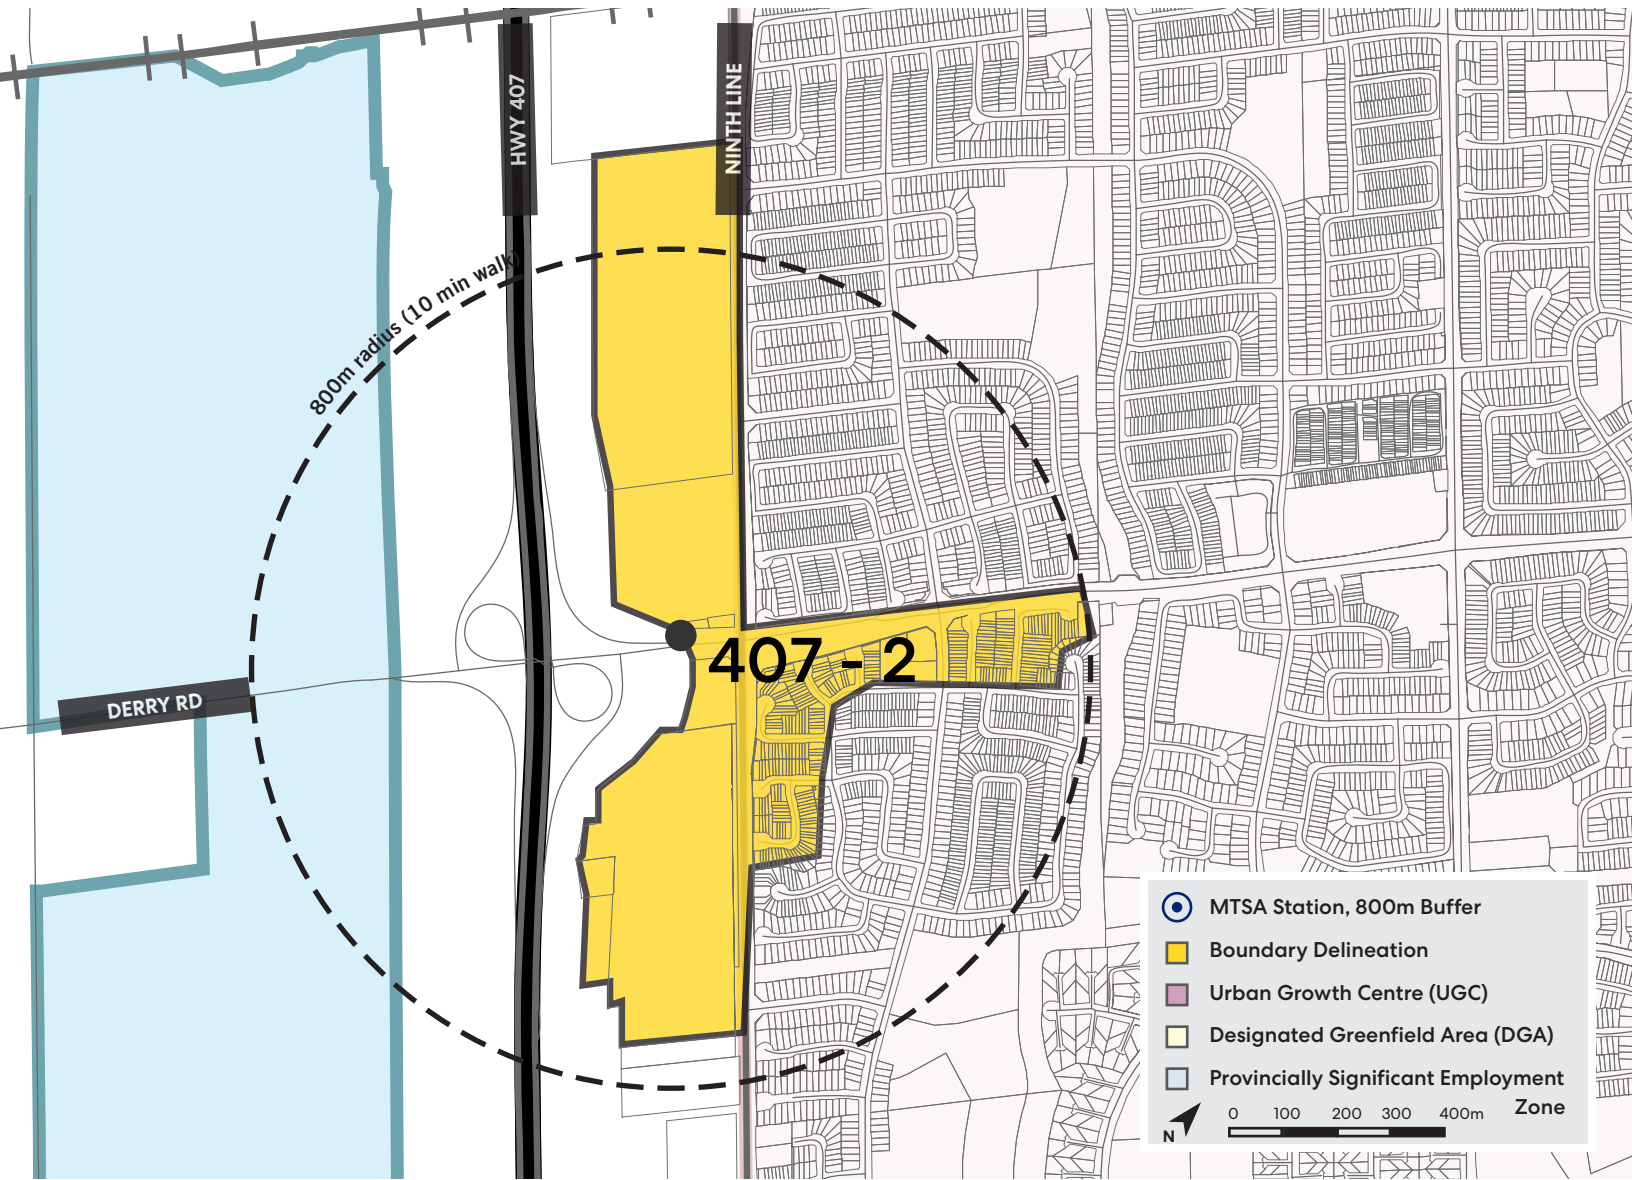 HWY 407
NINTH LINE
800m radius (10 min walk)
407 - 2
DERRY RD
MTSA Station, 800m Buffer
Boundary Delineation
Urban Growth Centre (UGC)
Designated Greenfield Area (DGA)
Provincially Significant Employment
Zone
0 100 200 300 400m
N